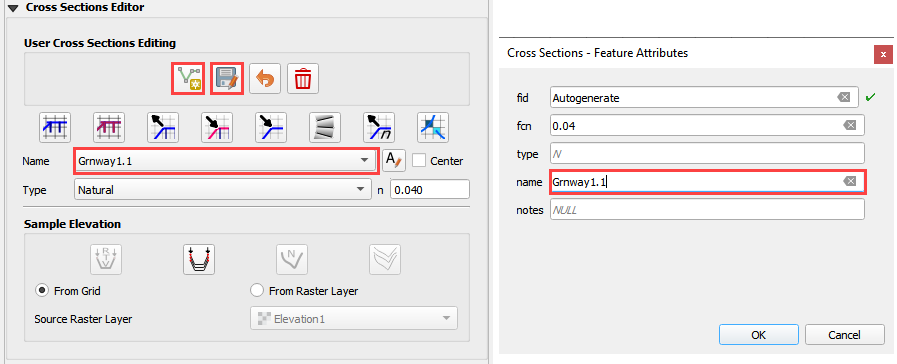 Cross Sections Editor
User Cross Sections Editing
Name Grnway1.1 A Center
Type Natural n 0.040
Sample Elevation
From Grid From Raster Layer
Source Raster Layer Elevation1
Cross Sections - Feature Attributes x
fid Autogenerate
fcn 0.04
type N
name Grnway1.1
notes NULL
OK Cancel